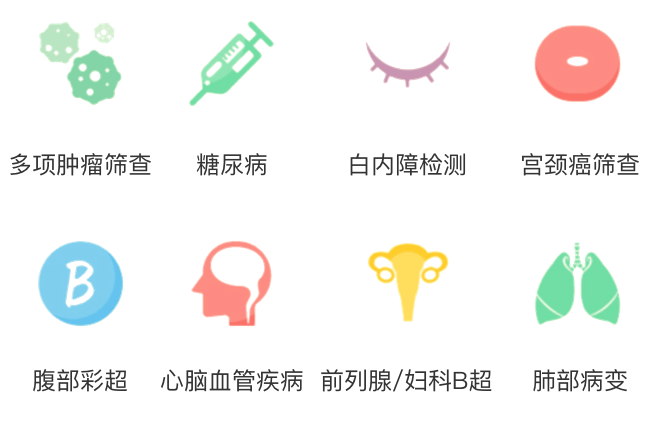 多项肿瘤筛查
糖尿病
白内障检测
宫颈癌筛查
B
腹部彩超
心脑血管疾病
前列腺/妇科B超
肺部病变